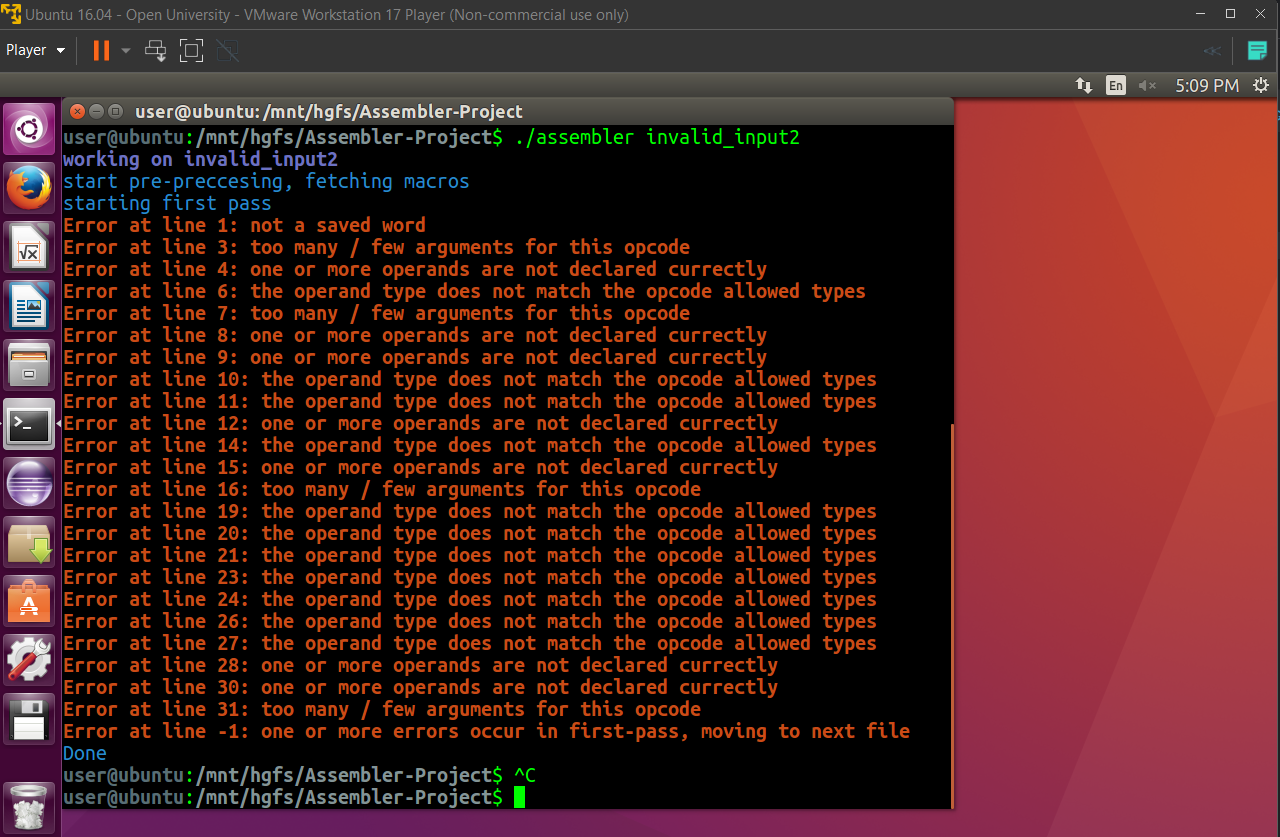 Ubuntu 16.04 - Open University - VMware Workstation 17 Player (Non-commercial use only)
Player
En
5:09 PM
user@ubuntu: /mnt/hgfs/Assembler-Project
user@ubuntu:/mnt/hgfs/Assembler-Project$ ./assembler invalid_input2
working on invalid_input2
start pre-preccesing, fetching macros
starting first pass
Error at line 1: not a saved word
Error at line 3: too many / few arguments for this opcode
Error at line 4: one or more operands are not declared currectly
Error at line 6: the operand type does not match the opcode allowed types
Error at line 7: too many / few arguments for this opcode
Error at line 8: one or more operands are not declared currectly
Error at line 9: one or more operands are not declared currectly
Error at line 10: the operand type does not match the opcode allowed types
Error at line 11: the operand type does not match the opcode allowed types
Error at line 12: one or more operands are not declared currectly
Error at line 14: the operand type does not match the opcode allowed types
Error at line 15: one or more operands are not declared currectly
Error at line 16: too many / few arguments for this opcode
Error at line 19: the operand type does not match the opcode allowed types
Error at line 20: the operand type does not match the opcode allowed types
Error at line 21: the operand type does not match the opcode allowed types
Error at line 23: the operand type does not match the opcode allowed types
Error at line 24: the operand type does not match the opcode allowed types
Error at line 26: the operand type does not match the opcode allowed types
Error at line 27: the operand type does not match the opcode allowed types
Error at line 28: one or more operands are not declared currectly
Error at line 30: one or more operands are not declared currectly
Error at line 31: too many / few arguments for this opcode
Error at line -1: one or more errors occur in first-pass, moving to next file
Done
user@ubuntu:/mnt/hgfs/Assembler-Project$ ^C
user@ubuntu:/mnt/hgfs/Assembler-Project$